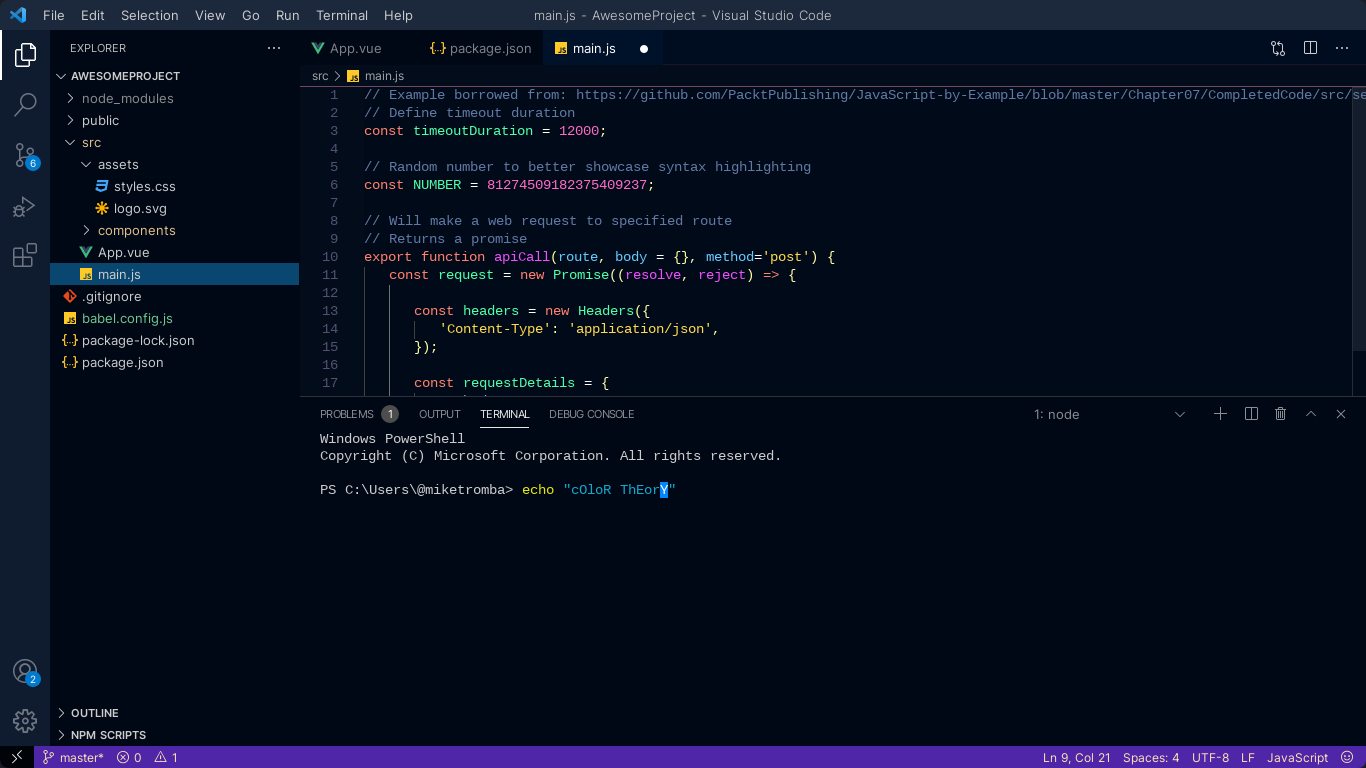 File Edit Selection View Go Run Terminal Help main.js - AwesomeProject - Visual Studio Code
EXPLORER
AWESOMEPROJECT
node_modules
public
src
assets
styles.css
logo.svg
components
App.vue
main.js
.gitignore
babel.config.js
package-lock.json
package.json
OUTLINE
NPM SCRIPTS
6
2
App.vue package.json main.js
src main.js
1 // Example borrowed from: https://github.com/PacktPublishing/JavaScript-by-Example/blob/master/Chapter07/CompletedCode/src/se
2 // Define timeout duration
3 const timeoutDuration = 12000;
4
5 // Random number to better showcase syntax highlighting
6 const NUMBER = 81274509182375409237;
7
8 // Will make a web request to specified route
9 // Returns a promise
10 export function apiCall(route, body = {}, method='post') {
11 const request = new Promise((resolve, reject) => {
12
13 const headers = new Headers({
14 'Content-Type': 'application/json',
15 });
16
17 const requestDetails = {
PROBLEMS 1 OUTPUT TERMINAL DEBUG CONSOLE 1: node
Windows PowerShell
Copyright (C) Microsoft Corporation. All rights reserved.
PS C:\Users\@miketromba> echo "cOloR ThEorY"
master* 0 1 Ln 9, Col 21 Spaces: 4 UTF-8 LF JavaScript